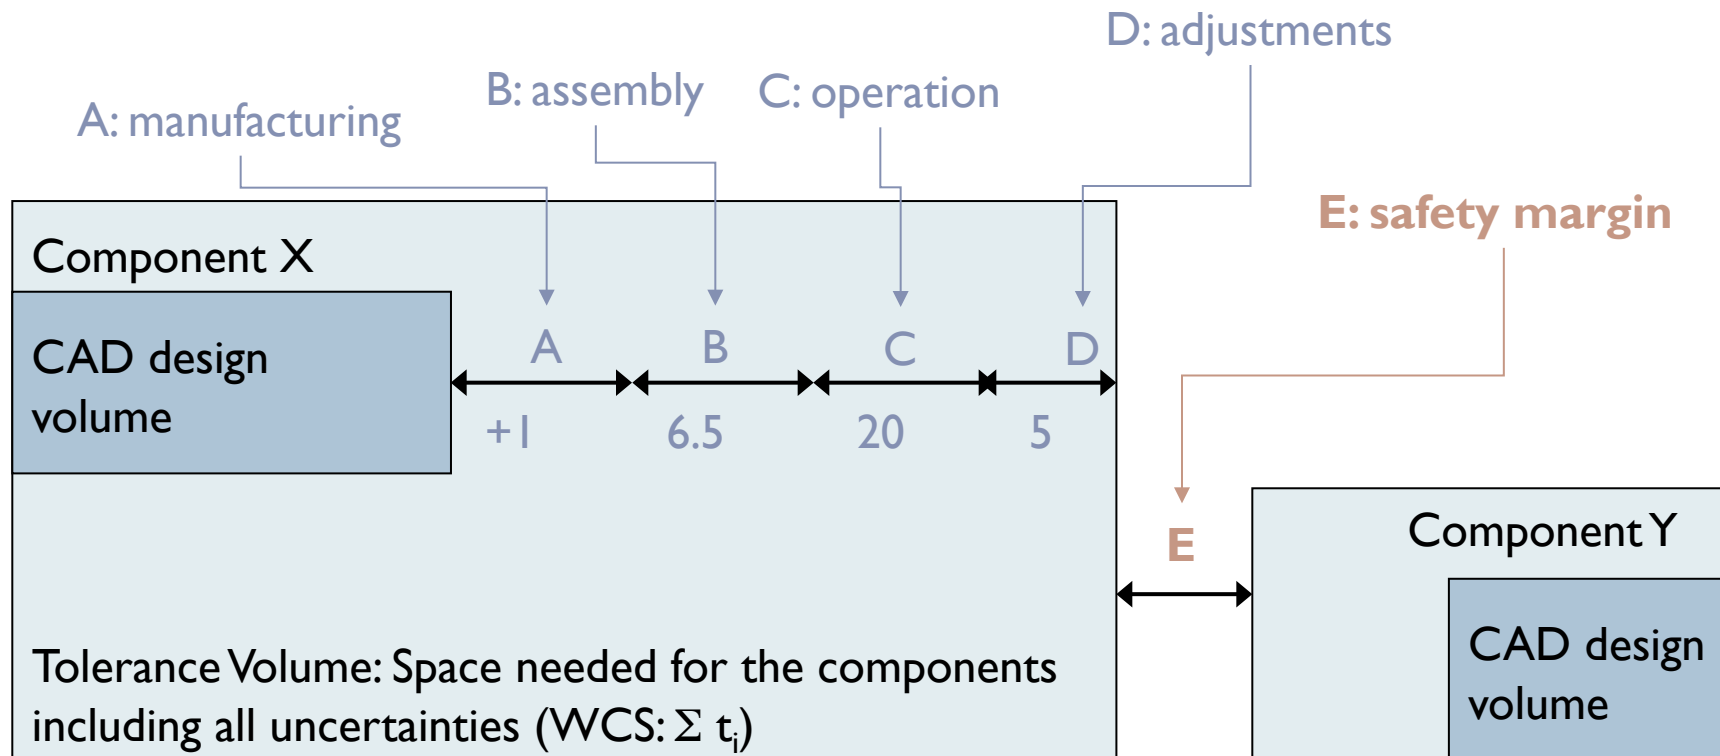 D: adjustments
B: assembly
C: operation
A: manufacturing
E: safety margin
Component X
CAD design
volume
A
B
C
D
+1
6.5
20
5
E
Component Y
CAD design
volume
Tolerance Volume: Space needed for the components
including all uncertainties (WCS: Σ tᵢ)